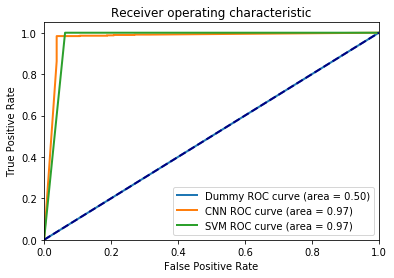 Receiver operating characteristic
True Positive Rate
1.0
0.8
0.6
0.4
0.2
0.0
Dummy ROC curve (area = 0.50)
CNN ROC curve (area = 0.97)
SVM ROC curve (area = 0.97)
0.0 0.2 0.4 0.6 0.8 1.0
False Positive Rate